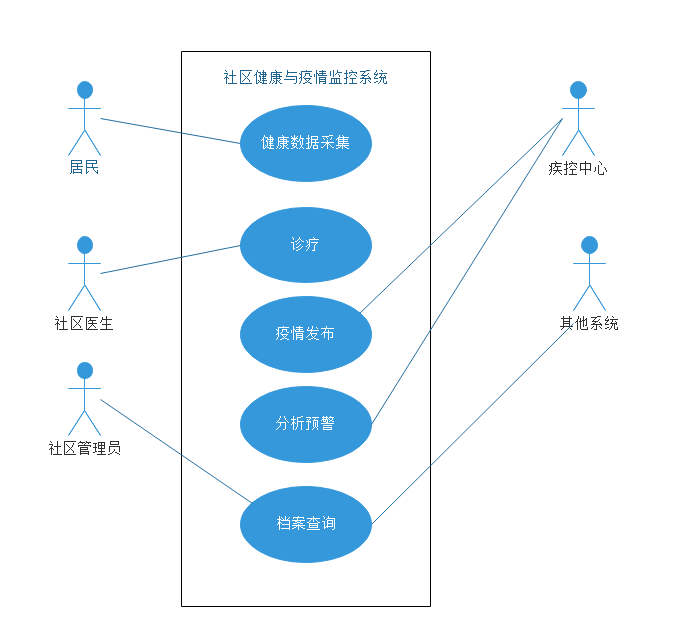 社区健康与疫情监控系统
居民
健康数据采集
疾控中心
诊疗
社区医生
疫情发布
其他系统
社区管理员
分析预警
档案查询